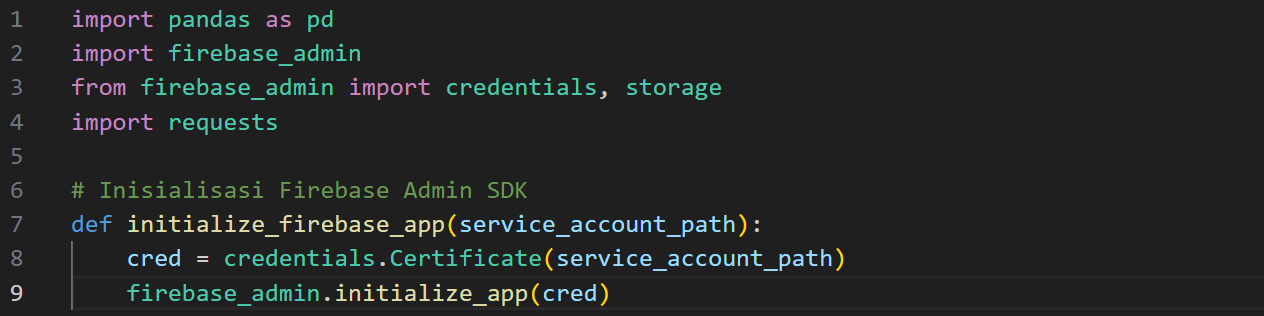 1 import pandas as pd
2 import firebase_admin
3 from firebase_admin import credentials, storage
4 import requests
5
6 # Inisialisasi Firebase Admin SDK
7 def initialize_firebase_app(service_account_path):
8     cred = credentials.Certificate(service_account_path)
9     firebase_admin.initialize_app(cred)